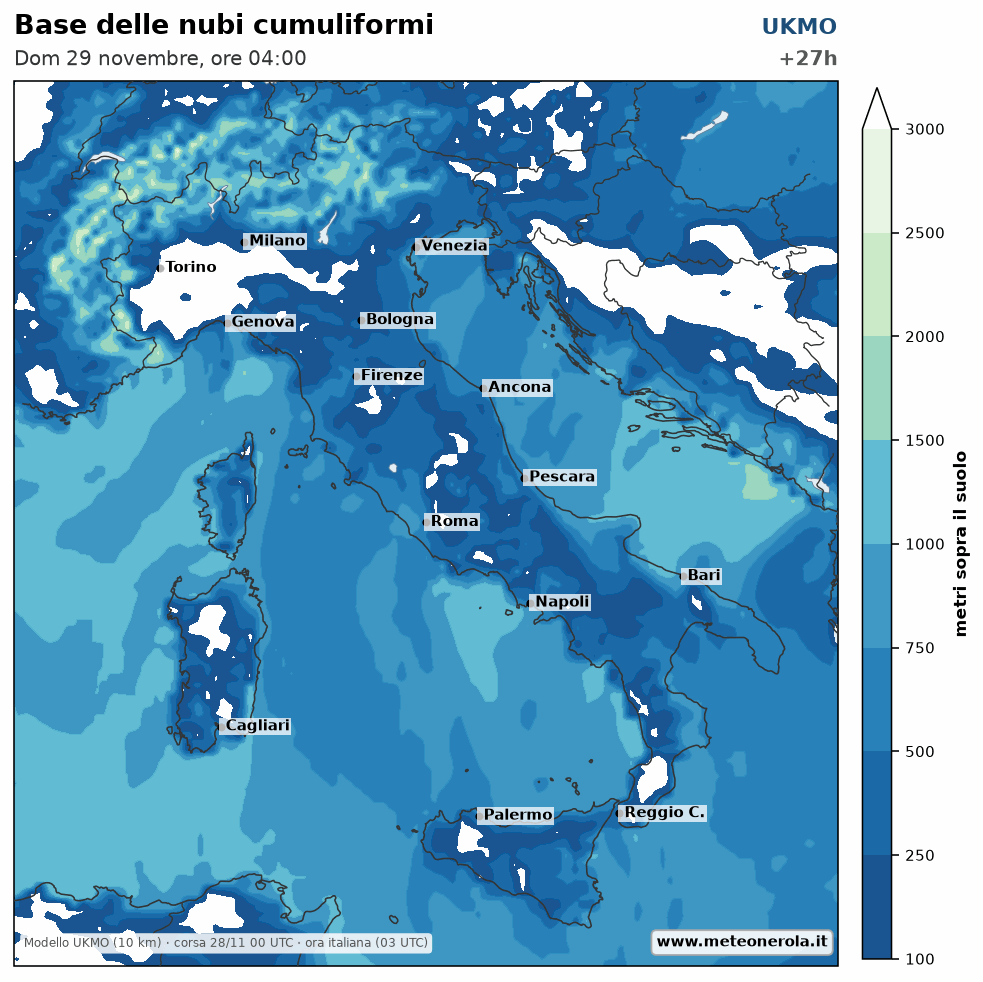 Base delle nubi cumuliformi
UKMO
Dom 29 novembre, ore 04:00
+27h
3000
2500
2000
1500
1000
750
500
250
100
metri sopra il suolo
Milano
Venezia
Torino
Genova
Bologna
Firenze
Ancona
Pescara
Roma
Bari
Napoli
Cagliari
Palermo
Reggio C.
Modello UKMO (10 km) · corsa 28/11 00 UTC · ora italiana (03 UTC)
www.meteonerola.it